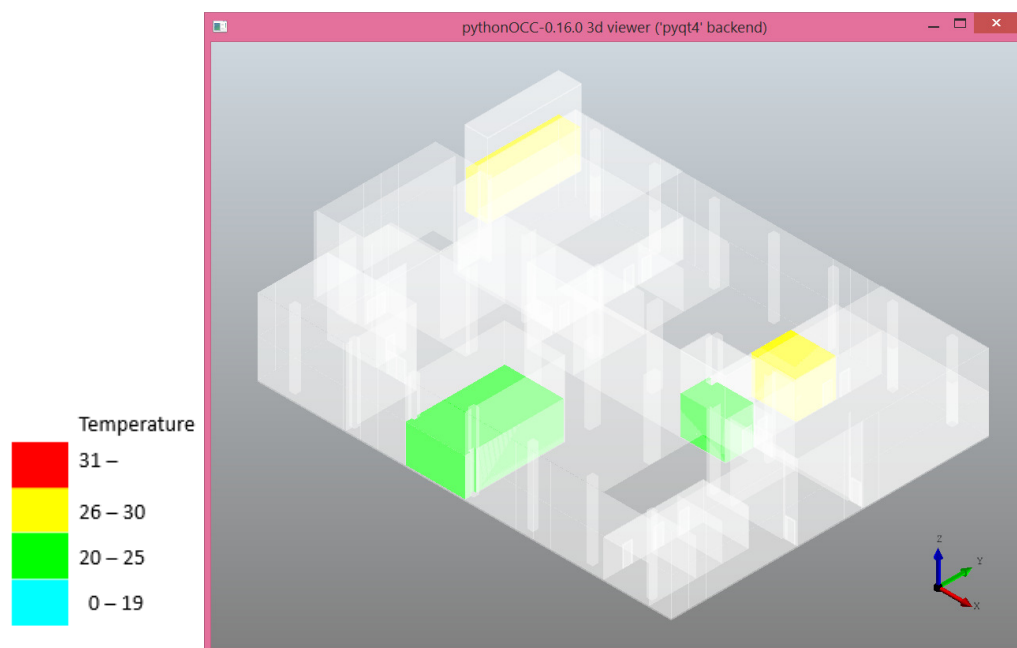 pythonOCC-0.16.0 3d viewer ('pyqt4' backend)
Temperature
31 –
26 – 30
20 – 25
0 – 19
Z
Y
X